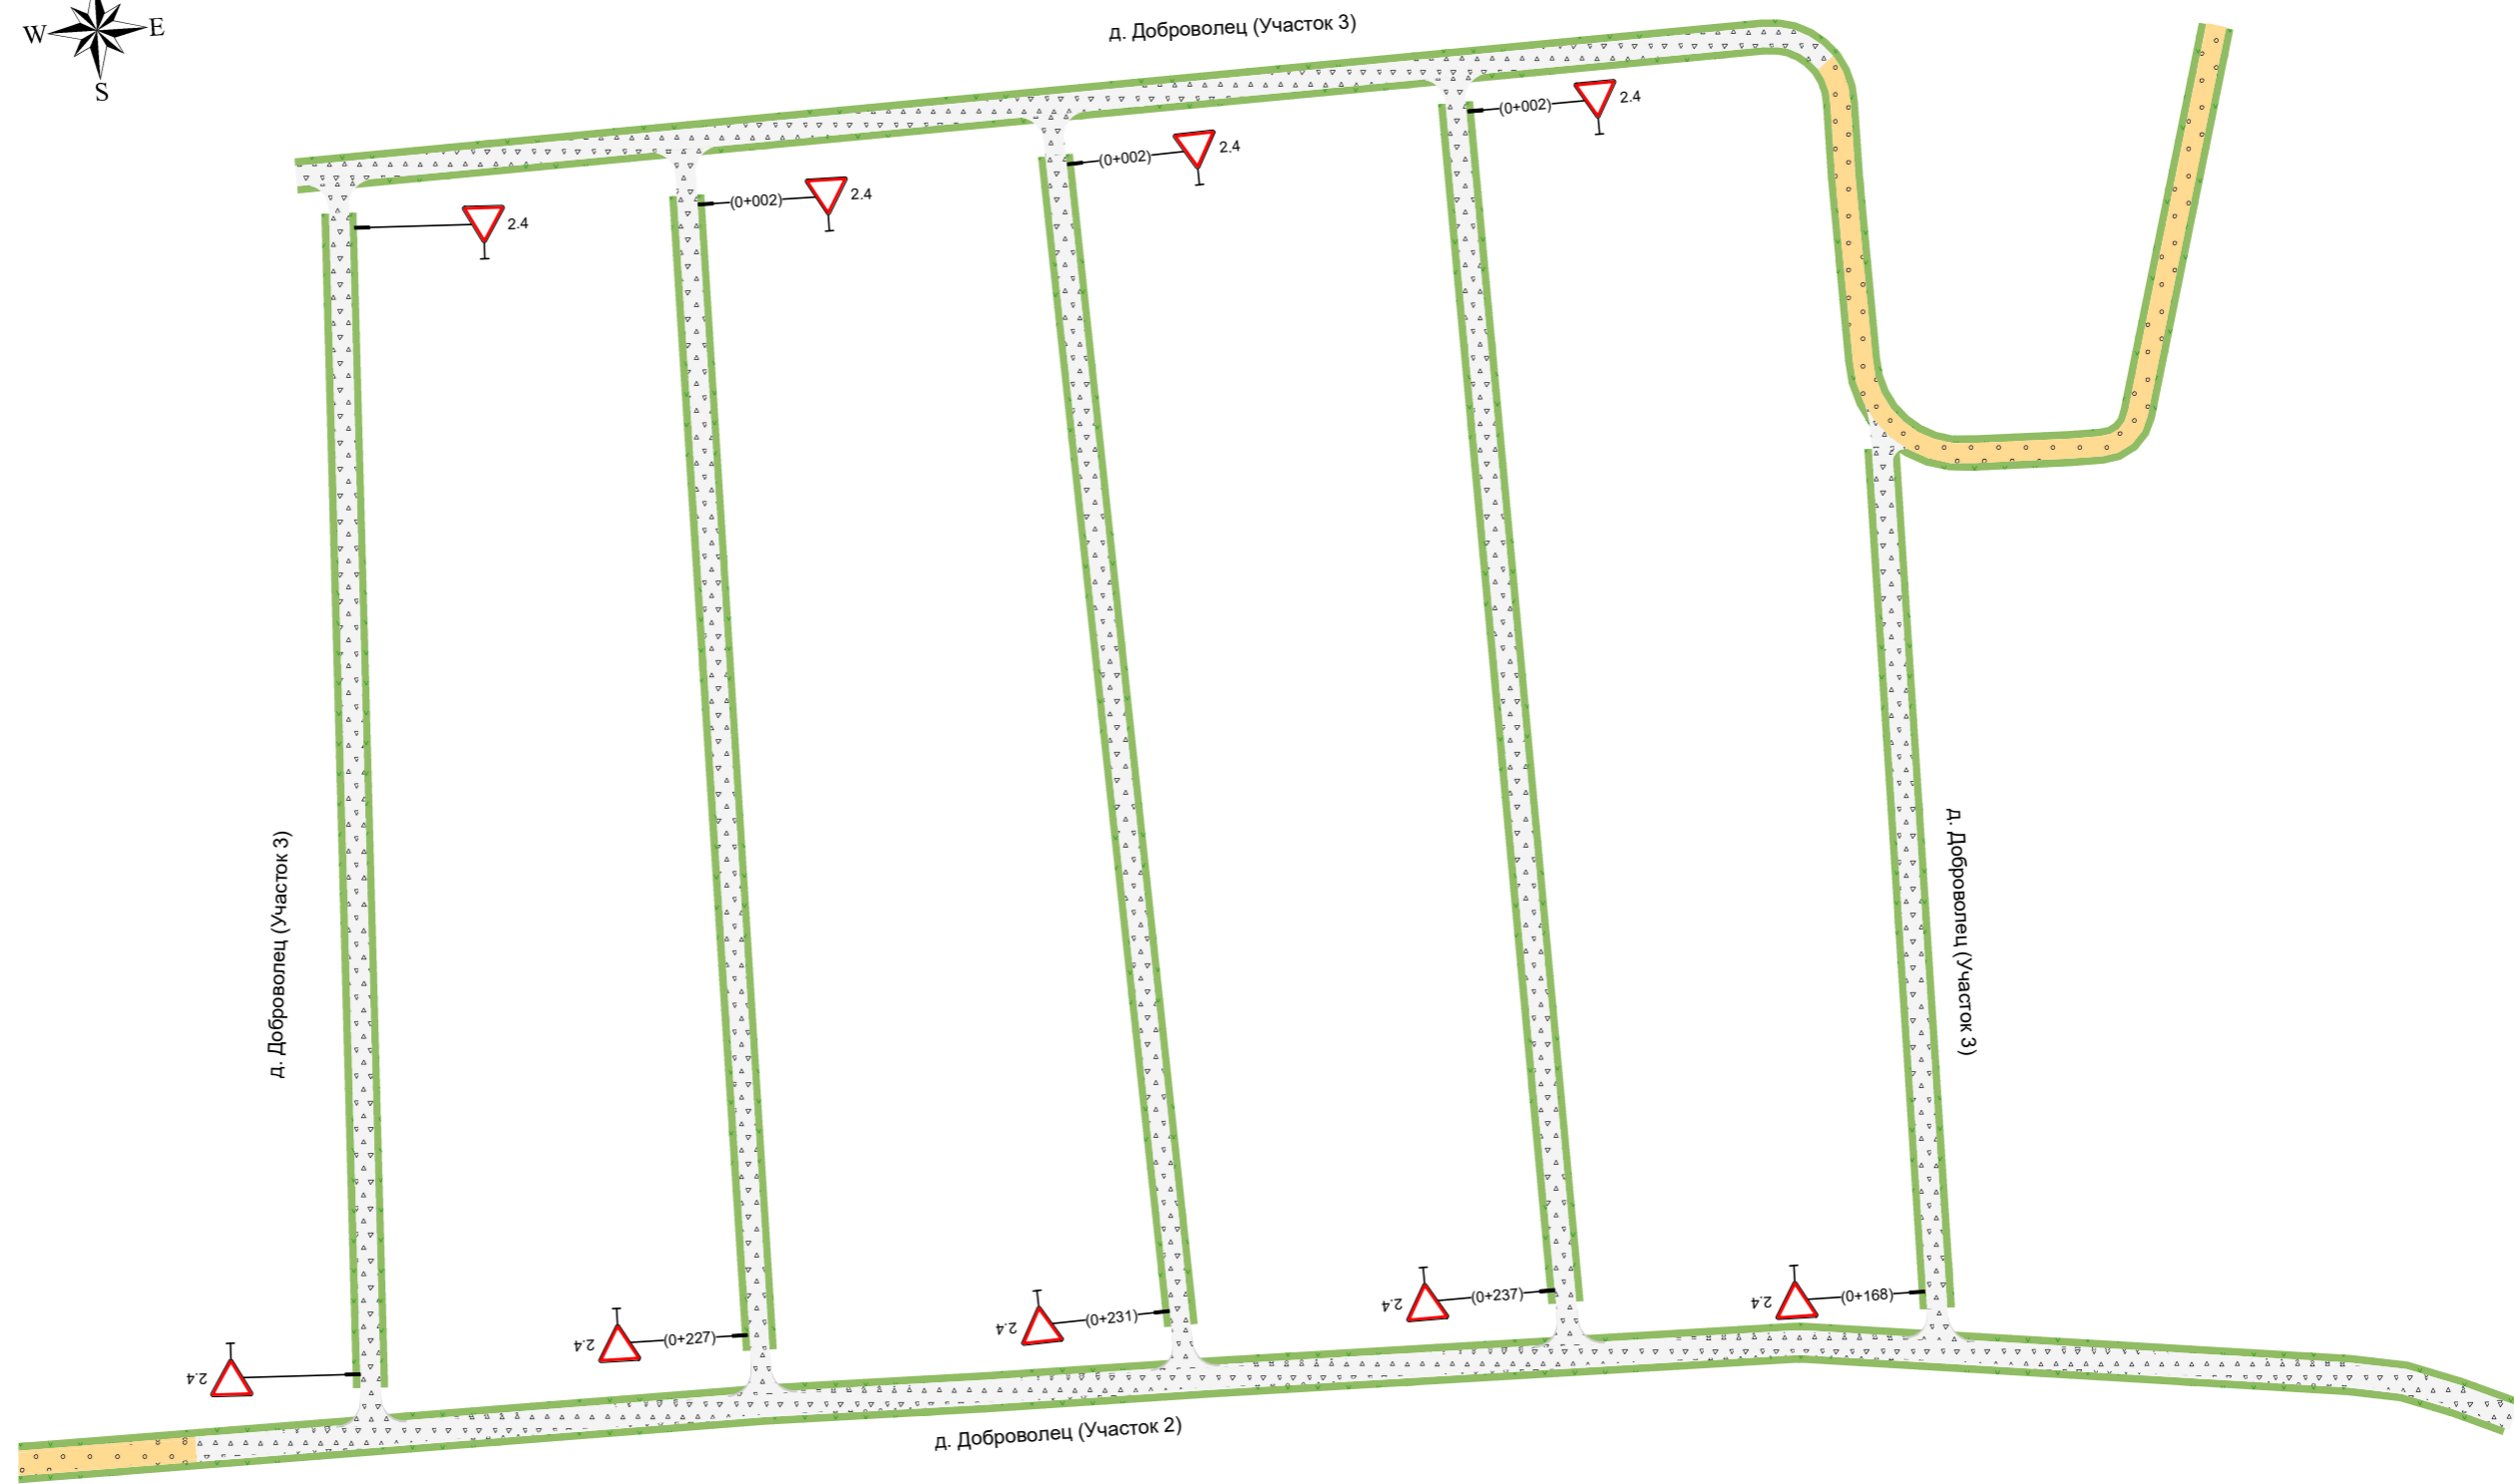 W E
S
д. Доброволец (Участок 3)
(0+002) 2.4
(0+002) 2.4
(0+002) 2.4
2.4
д. Доброволец (Участок 3)
д. Доброволец (Участок 3)
2.4
2.4 (0+227)
2.4 (0+231)
2.4 (0+237)
2.4 (0+168)
д. Доброволец (Участок 2)